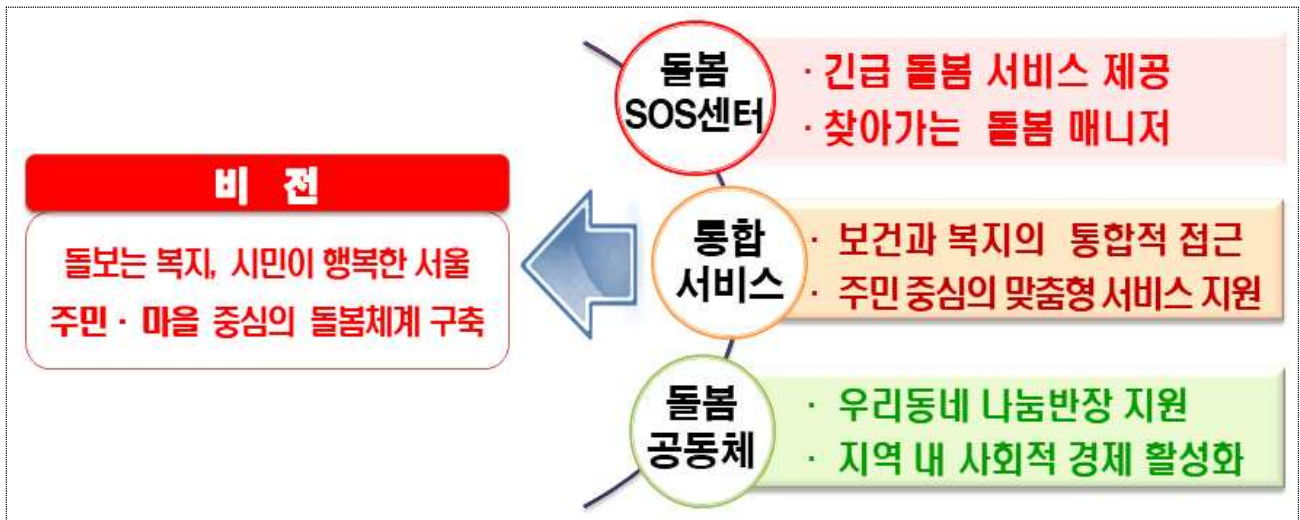 비 전
돌보는 복지, 시민이 행복한 서울
주민 · 마을 중심의 돌봄체계 구축
돌봄
SOS센터
· 긴급 돌봄 서비스 제공
· 찾아가는 돌봄 매니저
통합
서비스
· 보건과 복지의 통합적 접근
· 주민 중심의 맞춤형 서비스 지원
돌봄
공동체
· 우리동네 나눔반장 지원
· 지역 내 사회적 경제 활성화